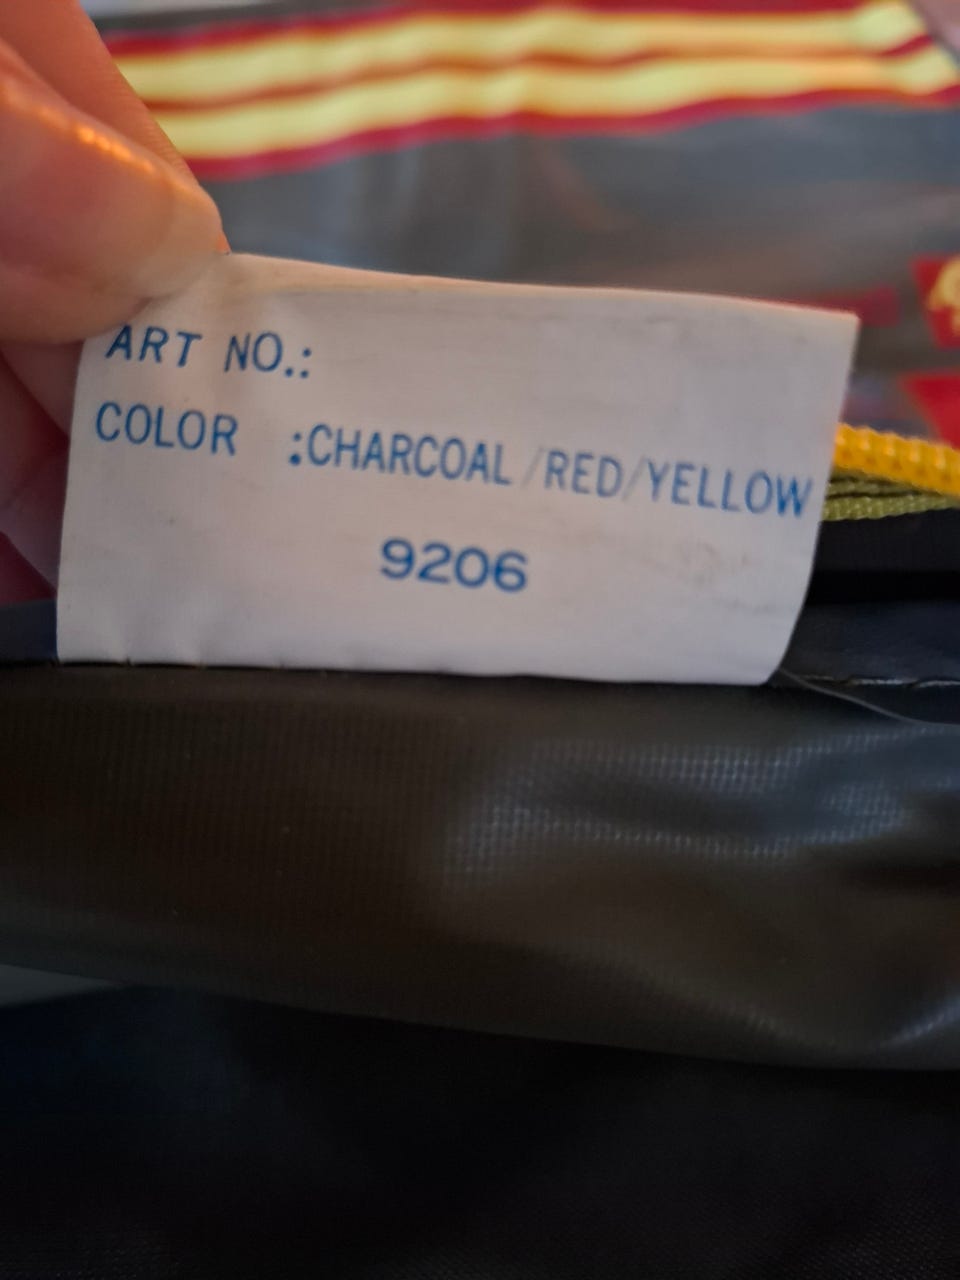 ART NO.:
COLOR :CHARCOAL/RED/YELLOW
9206